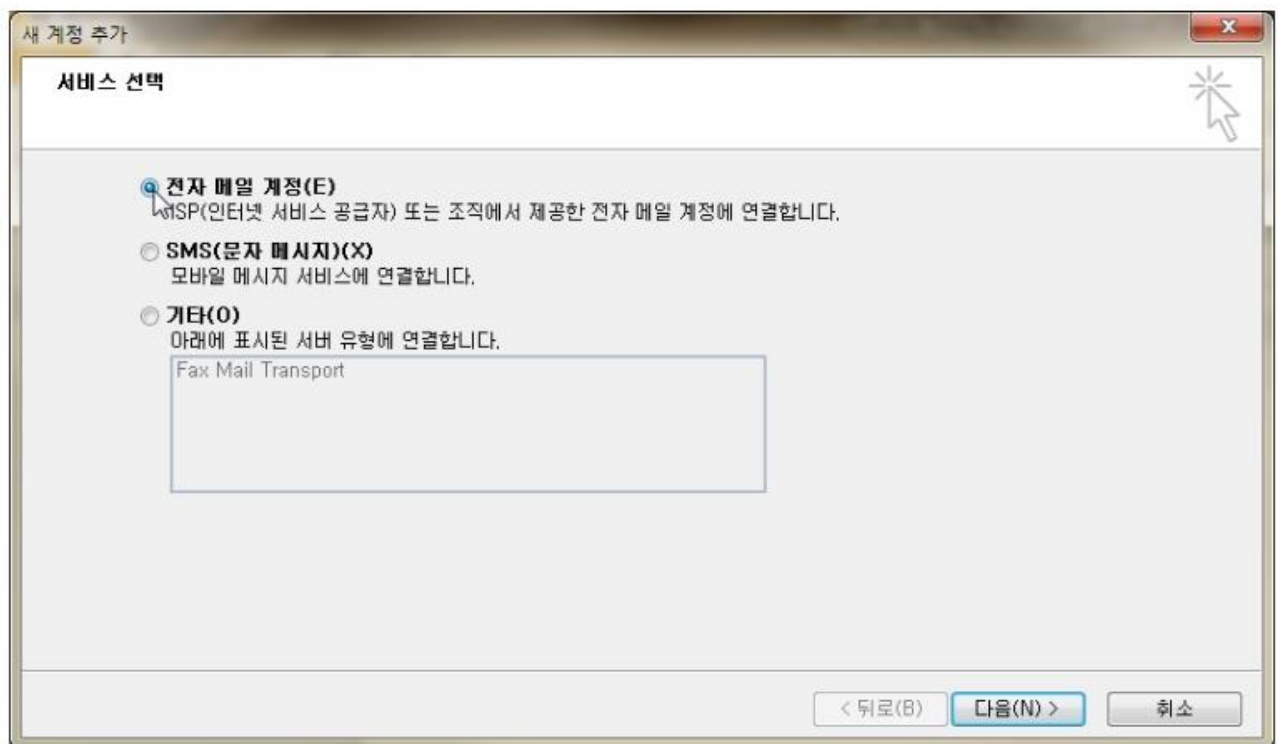 새 계정 추가
서비스 선택
전자 메일 계정(E)
ISP(인터넷 서비스 공급자) 또는 조직에서 제공한 전자 메일 계정에 연결합니다.
SMS(문자 메시지)(X)
모바일 메시지 서비스에 연결합니다.
기타(O)
아래에 표시된 서버 유형에 연결합니다.
Fax Mail Transport
< 뒤로(B) 다음(N) > 취소